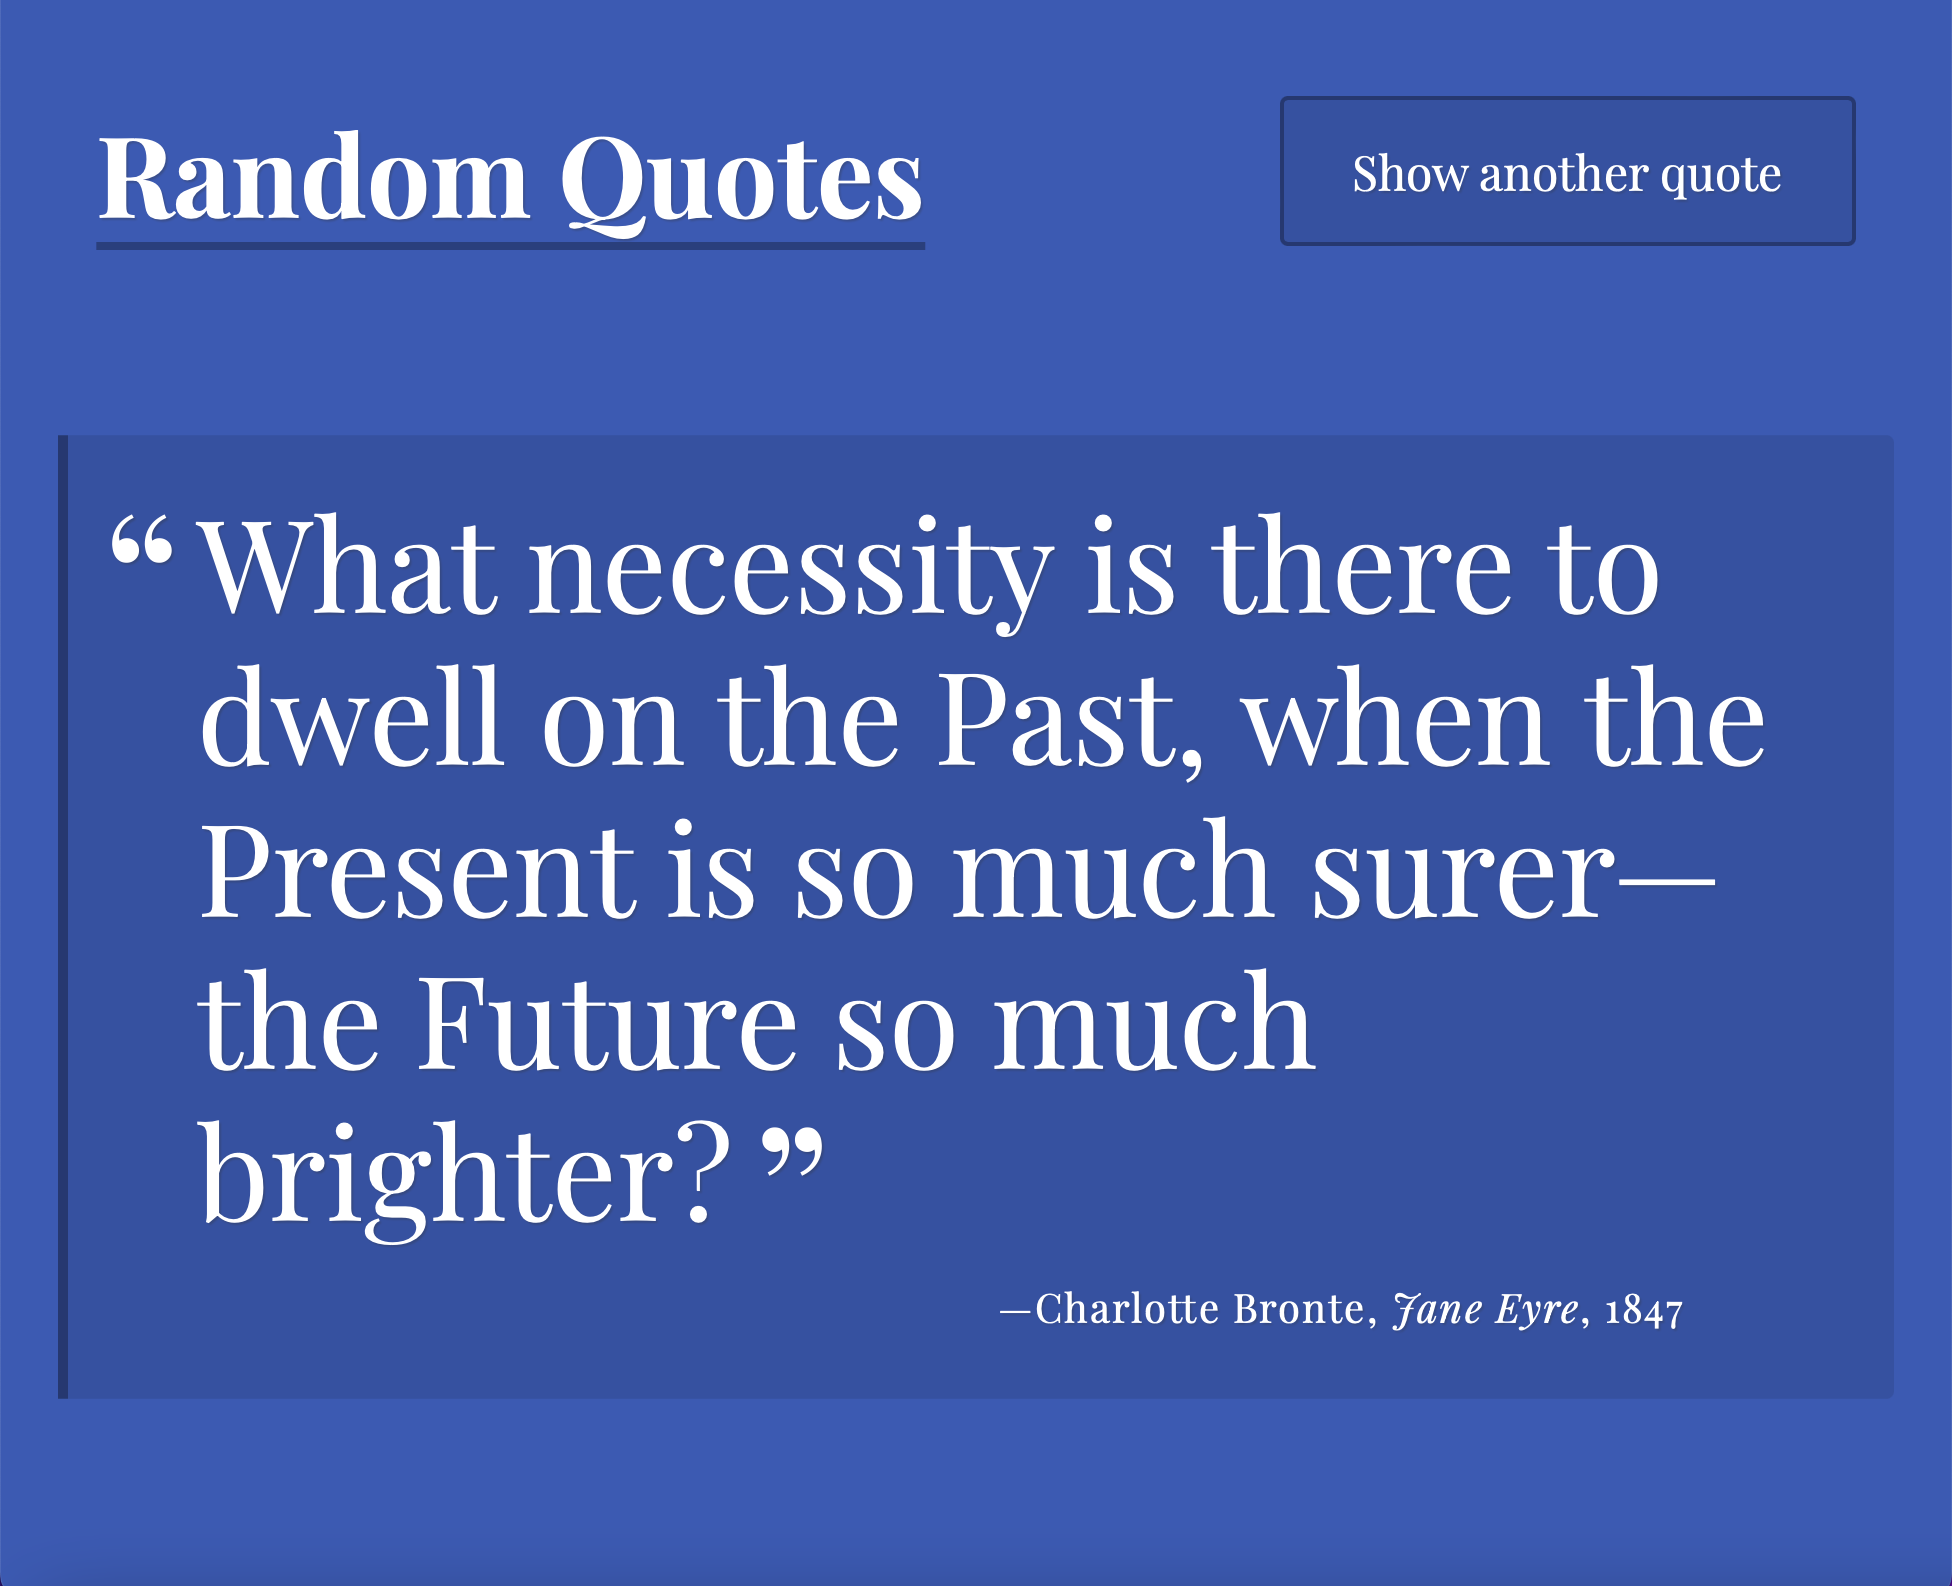 Random Quotes
Show another quote
“What necessity is there to
dwell on the Past, when the
Present is so much surer—
the Future so much
brighter?”
—Charlotte Bronte, Jane Eyre, 1847